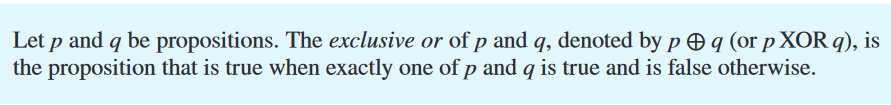 Let p and q be propositions. The exclusive or of p and q, denoted by p ⊕ q (or p XOR q), is
the proposition that is true when exactly one of p and q is true and is false otherwise.